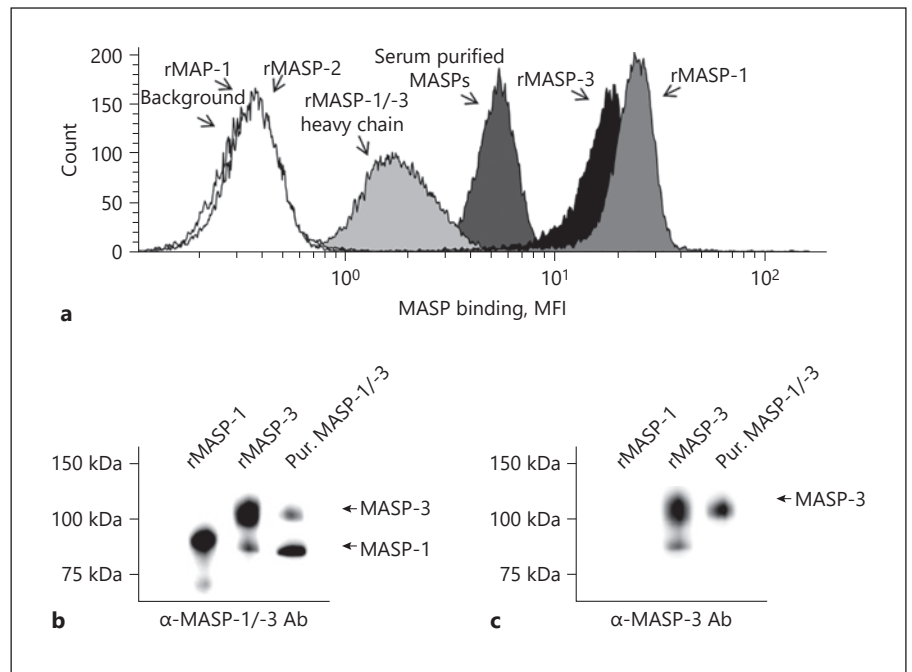 Count
200
150
100
50
0
rMAP-1
rMASP-2
Background
rMASP-1/-3
heavy chain
Serum purified
MASPs
rMASP-3
rMASP-1
10⁰
10¹
10²
MASP binding, MFI
a
rMASP-1
rMASP-3
Pur. MASP-1/-3
150 kDa
100 kDa
75 kDa
MASP-3
MASP-1
b
α-MASP-1/-3 Ab
rMASP-1
rMASP-3
Pur. MASP-1/-3
150 kDa
100 kDa
75 kDa
MASP-3
c
α-MASP-3 Ab